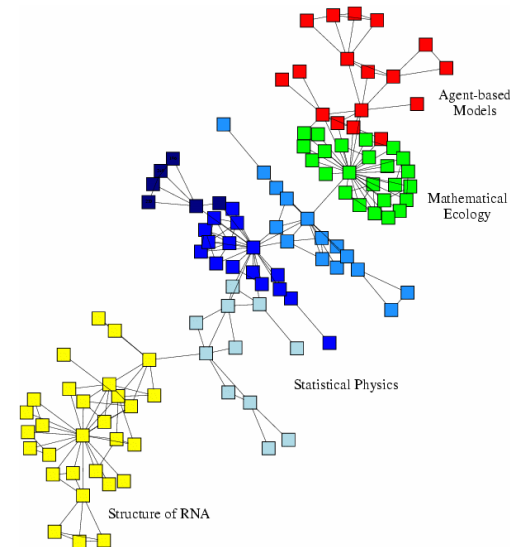 Agent-based
Models
Mathematical
Ecology
Statistical Physics
Structure of RNA